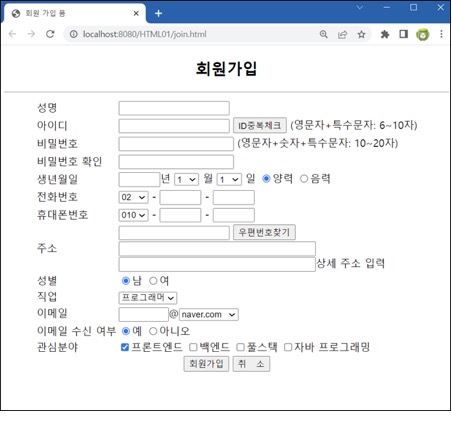 회원 가입 폼
localhost:8080/HTML01/join.html
회원가입
성명
아이디 ID중복체크 (영문자+특수문자: 6~10자)
비밀번호 (영문자+숫자+특수문자: 10~20자)
비밀번호 확인
생년월일 년 1 월 1 일 양력 음력
전화번호 02 - -
휴대폰번호 010 - -
우편번호찾기
주소
상세 주소 입력
성별 남 여
직업 프로그래머
이메일 @ naver.com
이메일 수신 여부 예 아니오
관심분야 프론트엔드 백엔드 풀스택 자바 프로그래밍
회원가입 취 소